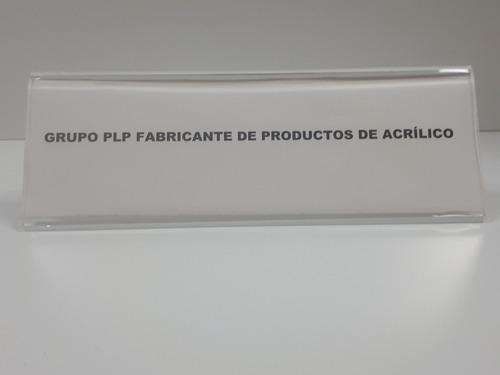 GRUPO PLP FABRICANTE DE PRODUCTOS DE ACRÍLICO